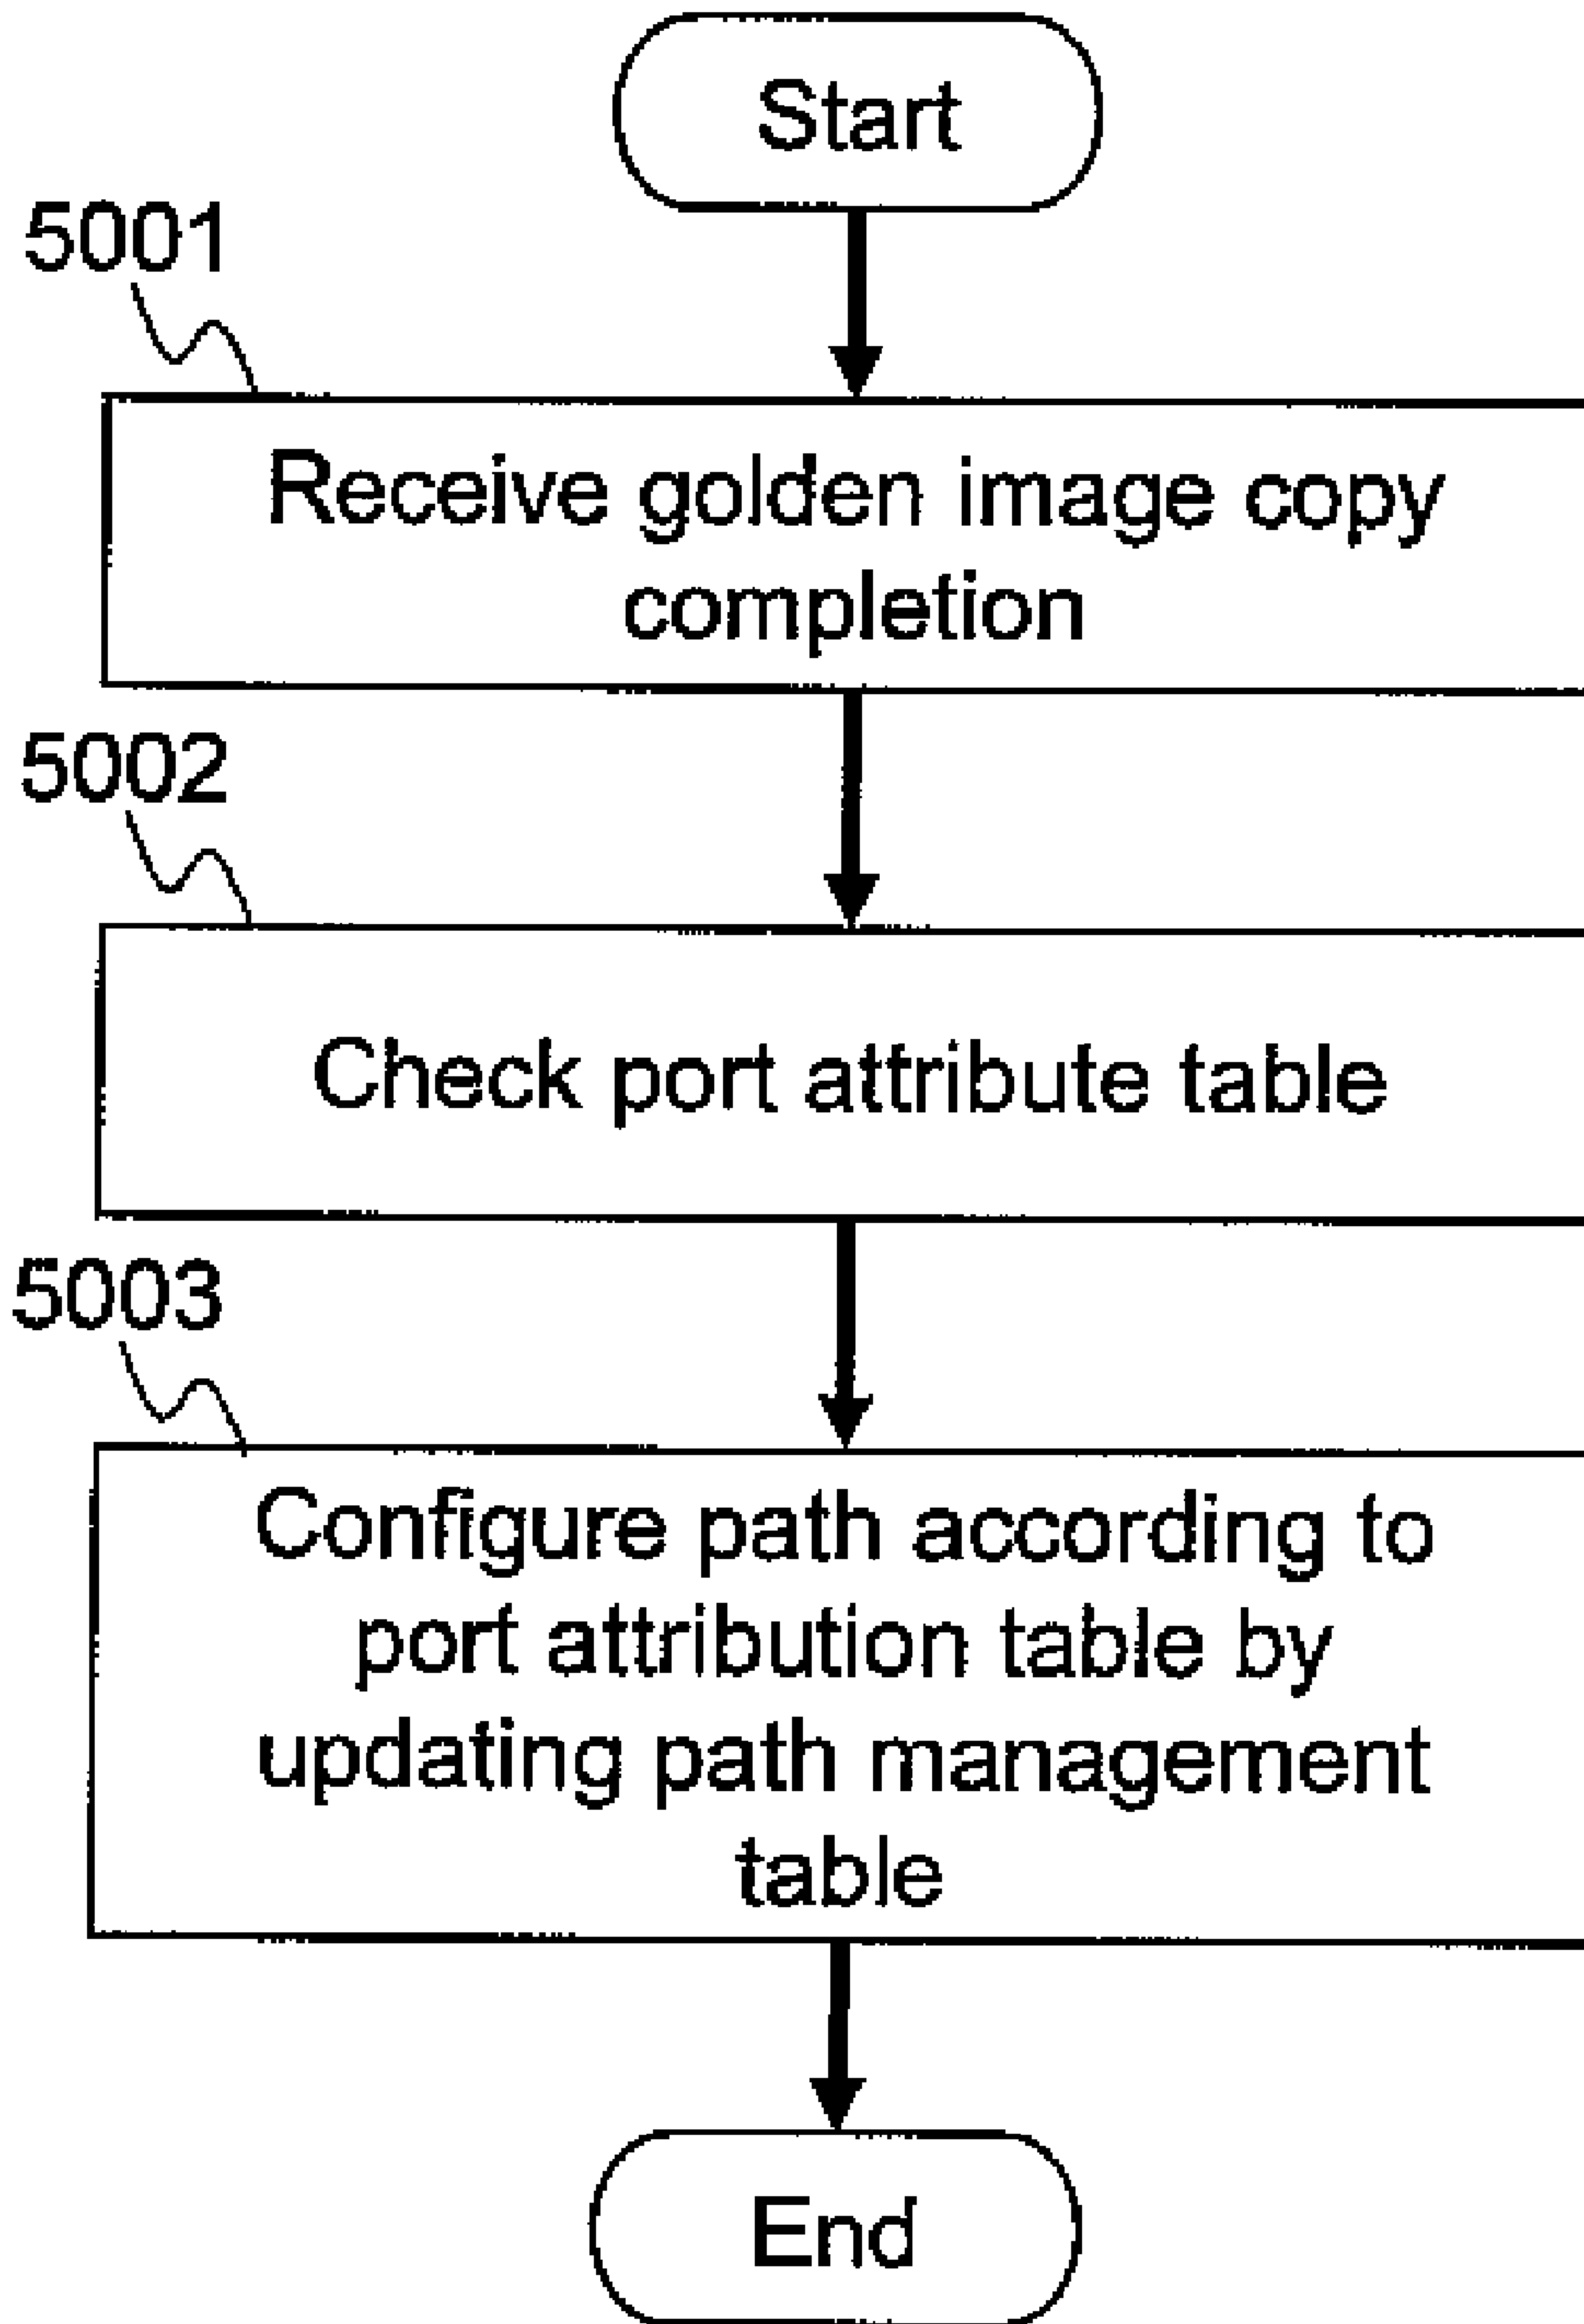 Start
5001
Receive golden image copy
completion
5002
Check port attribute table
5003
Configure path according to
port attribution table by
updating path management
table
End